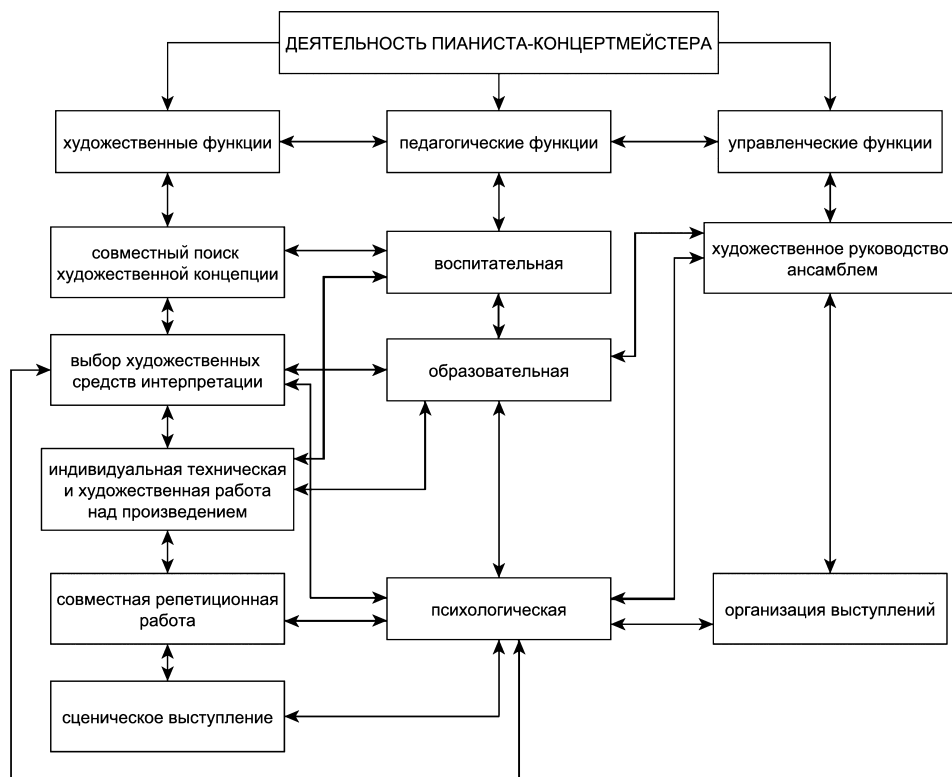 ДЕЯТЕЛЬНОСТЬ ПИАНИСТА-КОНЦЕРТМЕЙСТЕРА
художественные функции
педагогические функции
управленческие функции
совместный поиск
художественной концепции
воспитательная
художественное руководство
ансамблем
выбор художественных
средств интерпретации
образовательная
индивидуальная техническая
и художественная работа
над произведением
совместная репетиционная
работа
психологическая
организация выступлений
сценическое выступление